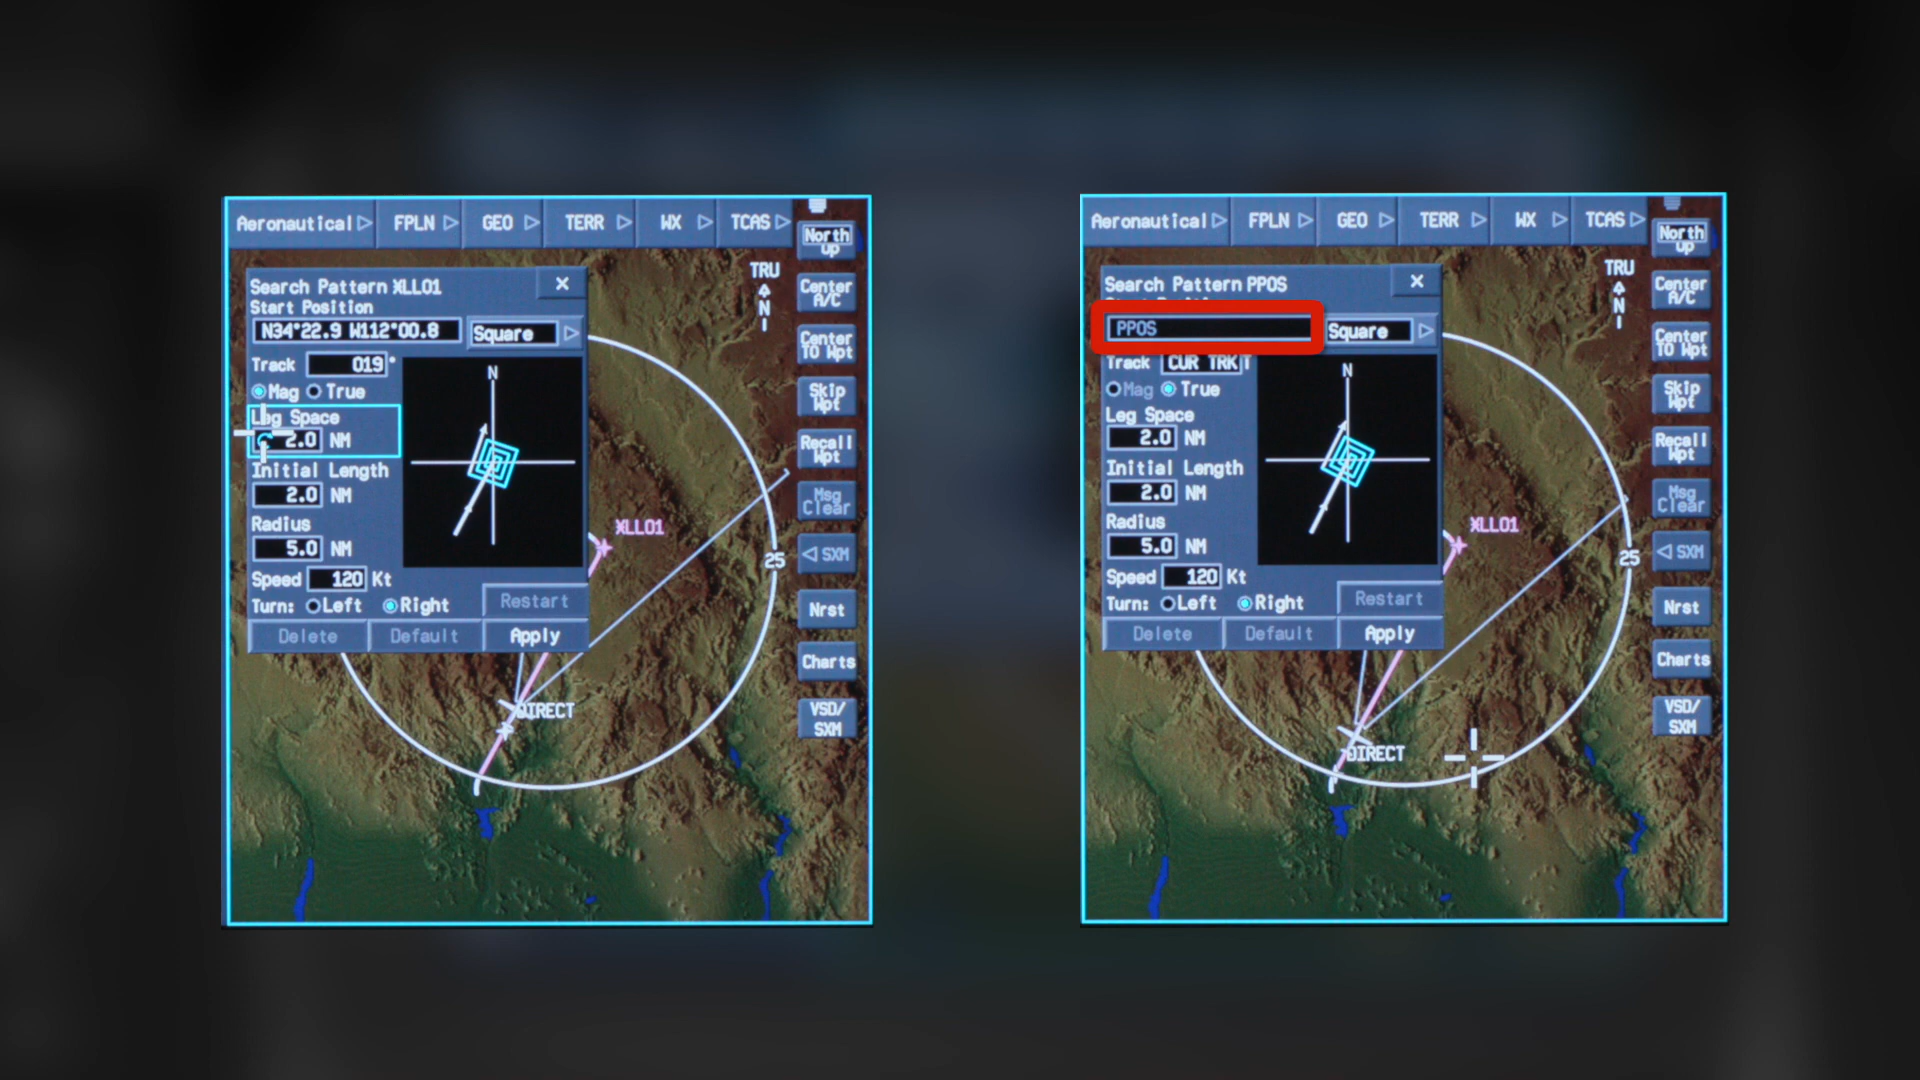 Aeronautical FPLN GEO TERR WX TCAS
North
Up
TRU
N
Center
A/C
Center
TO Wpt
Skip
Wpt
Recall
Wpt
Msg
Clear
SXM
Nrst
Charts
VSD/
SXM
Search Pattern XLL01
Start Position
N34°22.9 W112°00.8 Square
Track 019°
Mag True
Leg Space
2.0 NM
Initial Length
2.0 NM
Radius
5.0 NM
Speed 120 Kt
Turn: Left Right
Restart
Delete Default Apply
N
XLL01
25
DIRECT
Aeronautical FPLN GEO TERR WX TCAS
North
Up
TRU
N
Center
A/C
Center
TO Wpt
Skip
Wpt
Recall
Wpt
Msg
Clear
SXM
Nrst
Charts
VSD/
SXM
Search Pattern PPOS
PPOS Square
Track CUR TRK T
Mag True
Leg Space
2.0 NM
Initial Length
2.0 NM
Radius
5.0 NM
Speed 120 Kt
Turn: Left Right
Restart
Delete Default Apply
N
XLL01
25
DIRECT